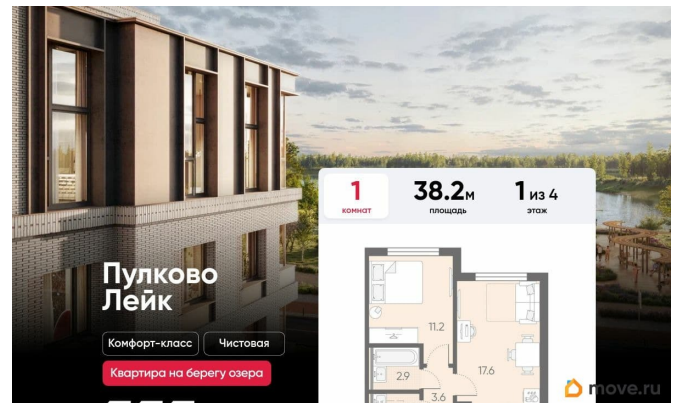 1
комнат
38.2м
площадь
1 из 4
этаж
Пулково
Лейк
Комфорт-класс
Чистовая
Квартира на берегу озера
11.2
17.6
2.9
3.6
move.ru